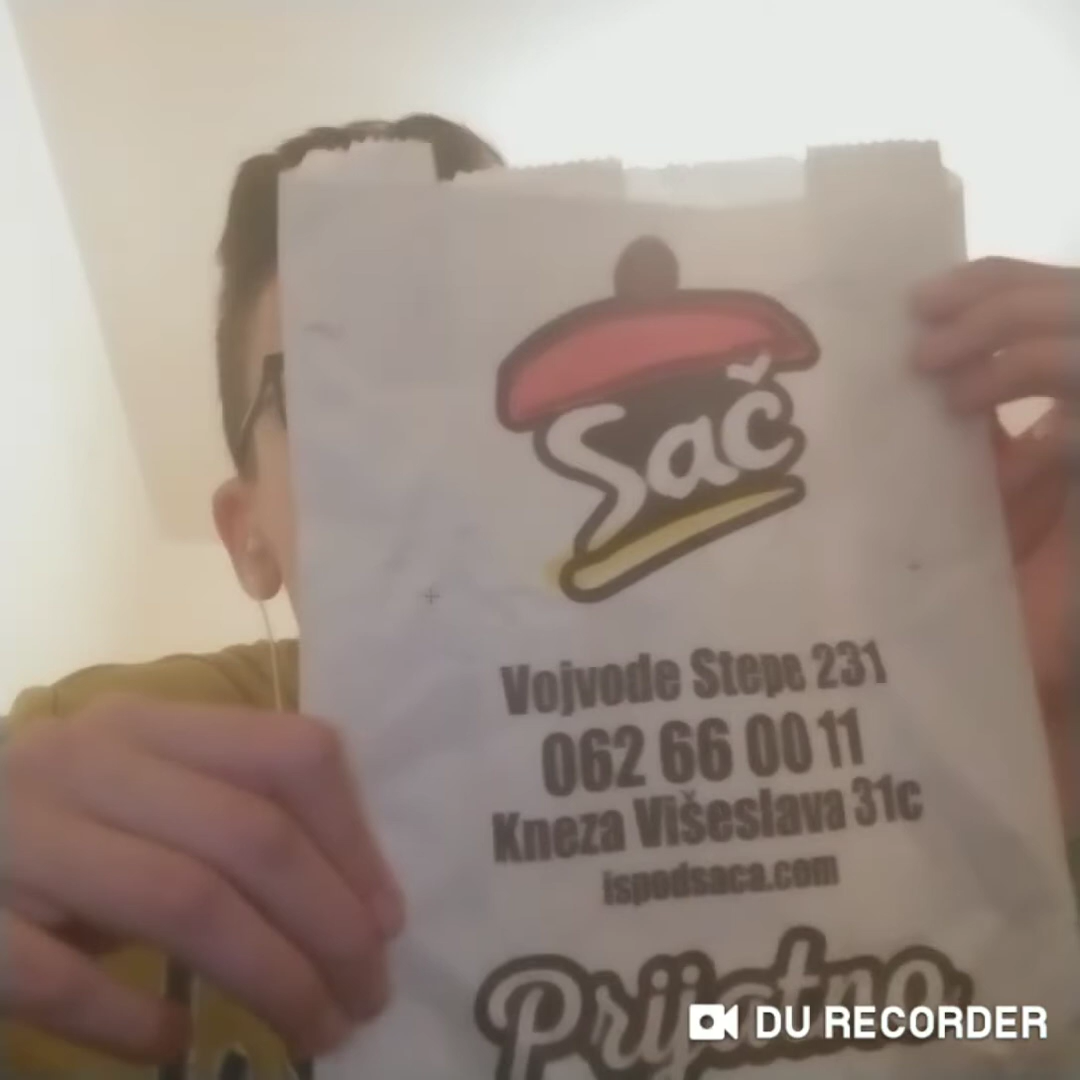 Sač
Vojvode Stepe 231
062 66 00 11
Kneza Višeslava 31c
ispodsaca.com
Prijatno
DU RECORDER